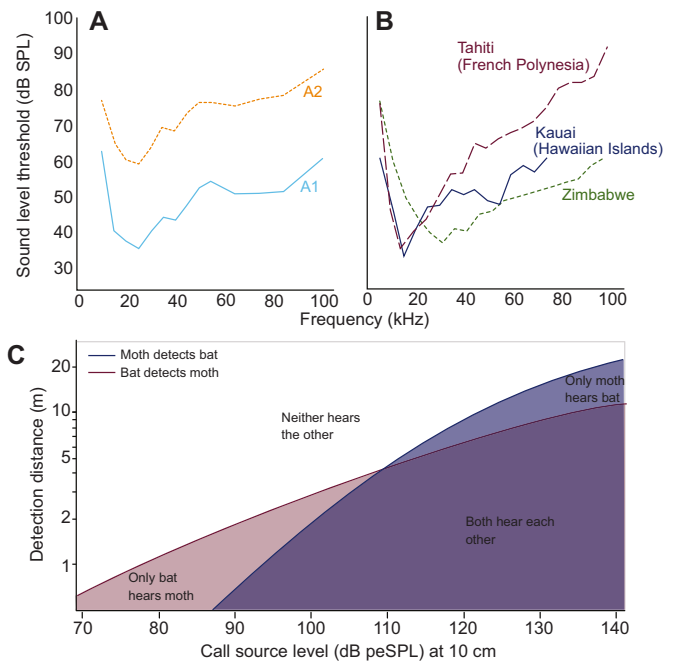 A
B
Sound level threshold (dB SPL)
100
90
80
70
60
50
40
30
A2
A1
0
20
40
60
80
100
Tahiti
(French Polynesia)
Kauai
(Hawaiian Islands)
Zimbabwe
0
20
40
60
80
100
Frequency (kHz)
C
Detection distance (m)
20
10
5
2
1
Moth detects bat
Bat detects moth
Neither hears
the other
Only moth
hears bat
Both hear each
other
Only bat
hears moth
70
80
90
100
110
120
130
140
Call source level (dB peSPL) at 10 cm